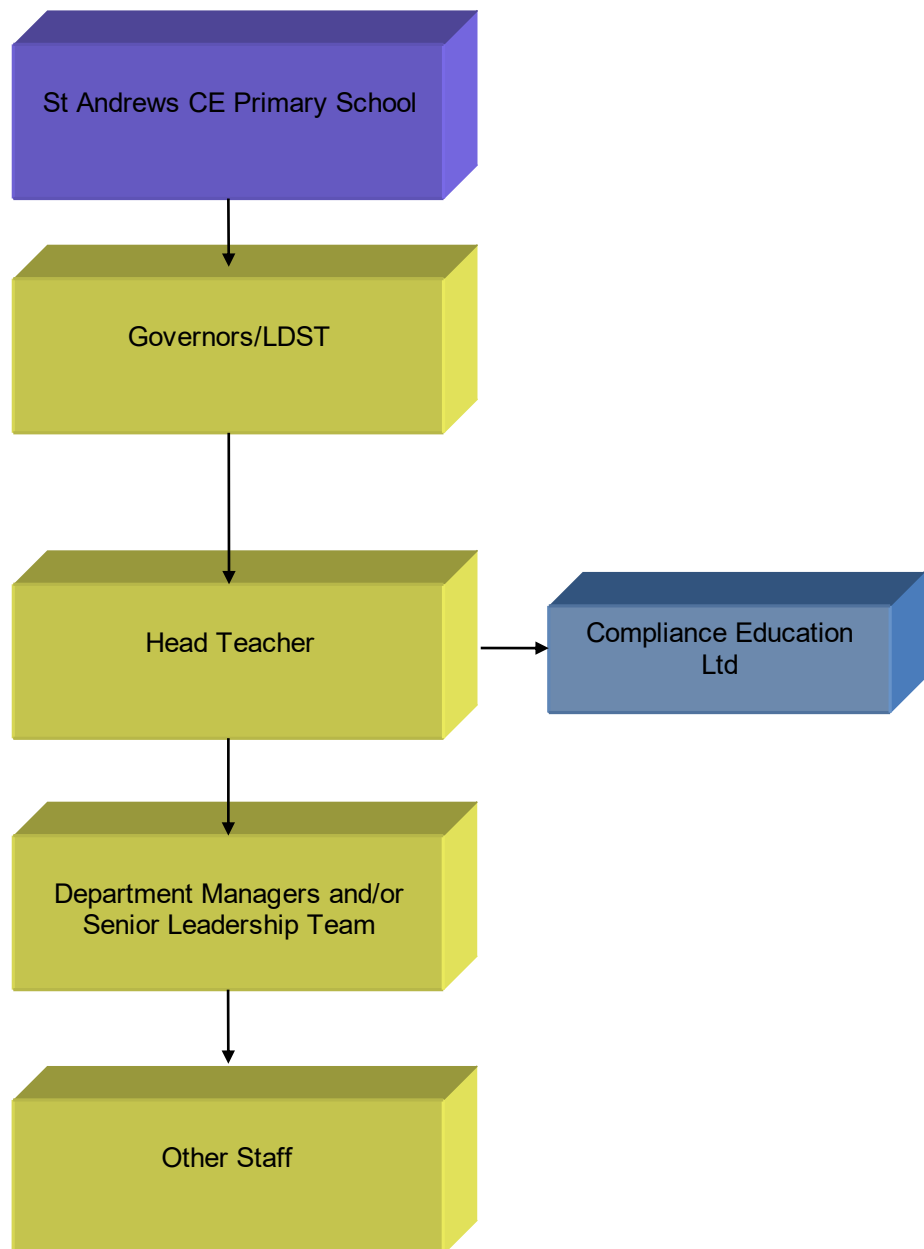 St Andrews CE Primary School
Governors/LDST
Head Teacher
Compliance Education
Ltd
Department Managers and/or
Senior Leadership Team
Other Staff